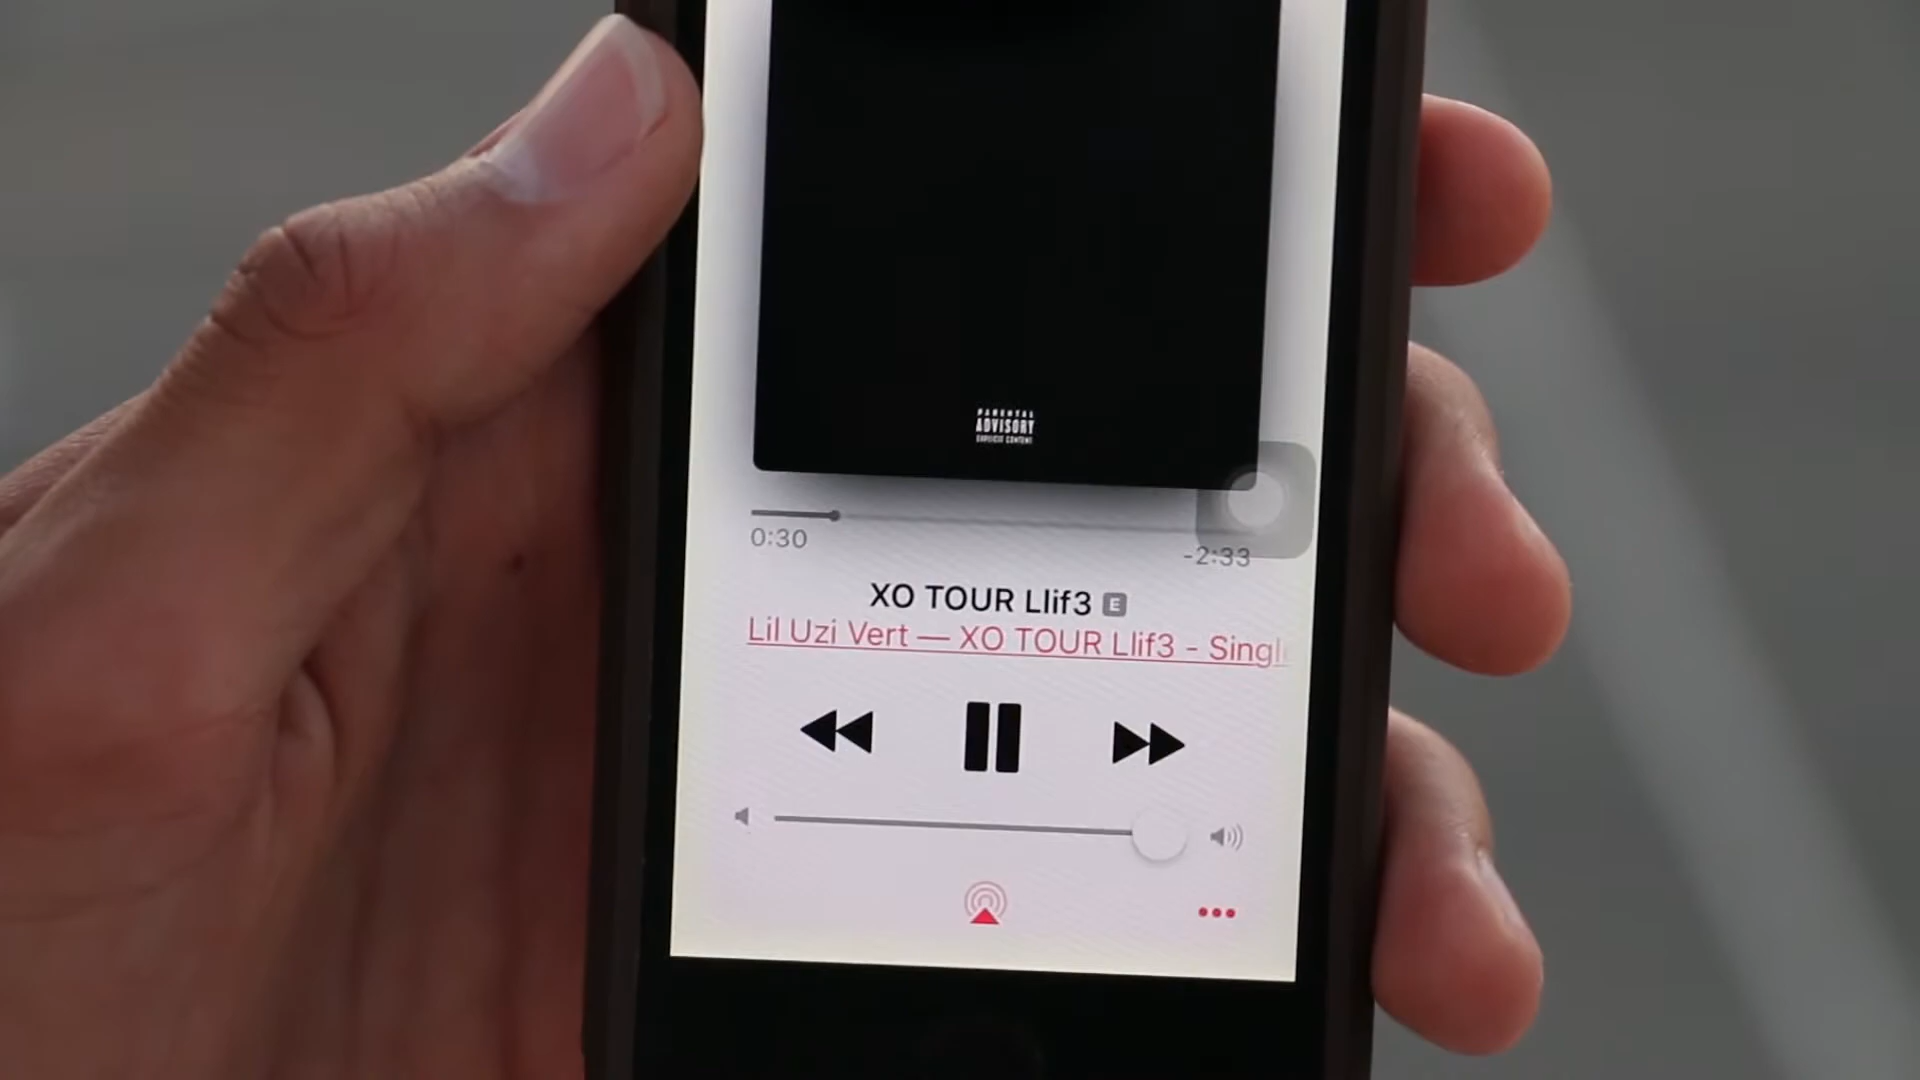 PARENTAL
ADVISORY
EXPLICIT CONTENT
0:30
-2:33
XO TOUR Llif3 E
Lil Uzi Vert — XO TOUR Llif3 - Singl